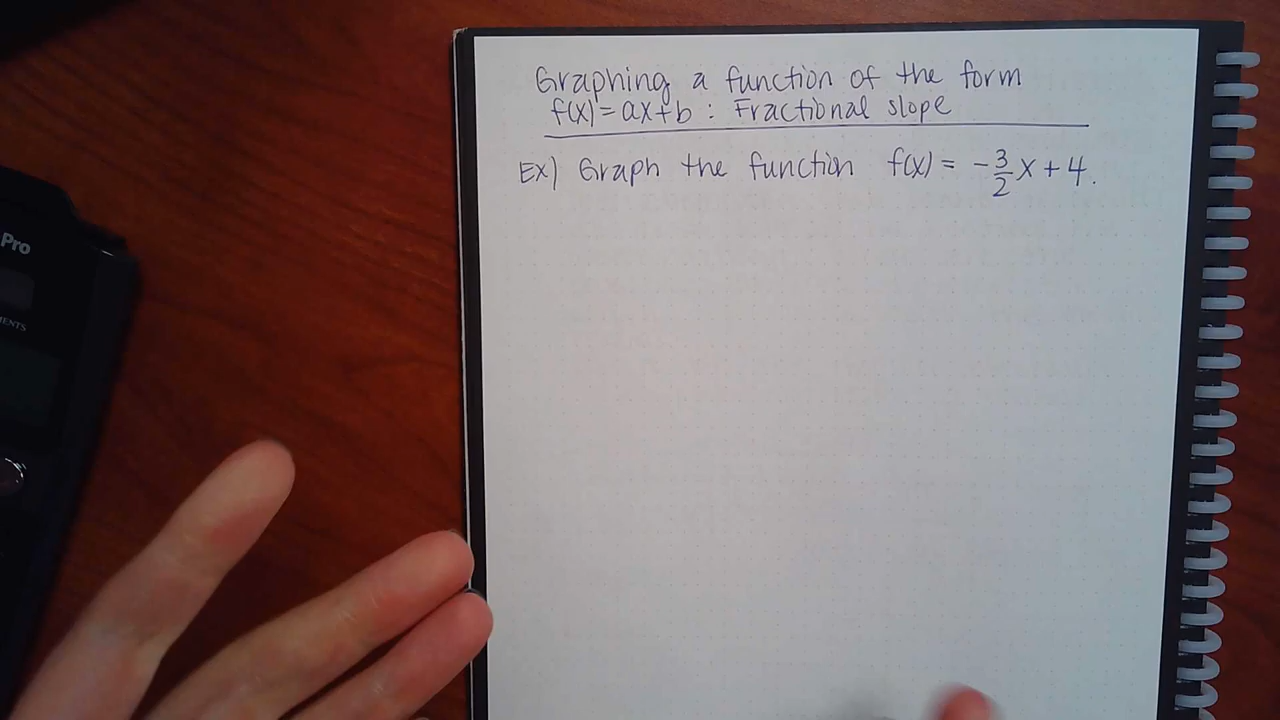 Graphing a function of the form
f(x)=ax+b : Fractional slope
Ex) Graph the function f(x) = -3/2 x + 4.
Pro